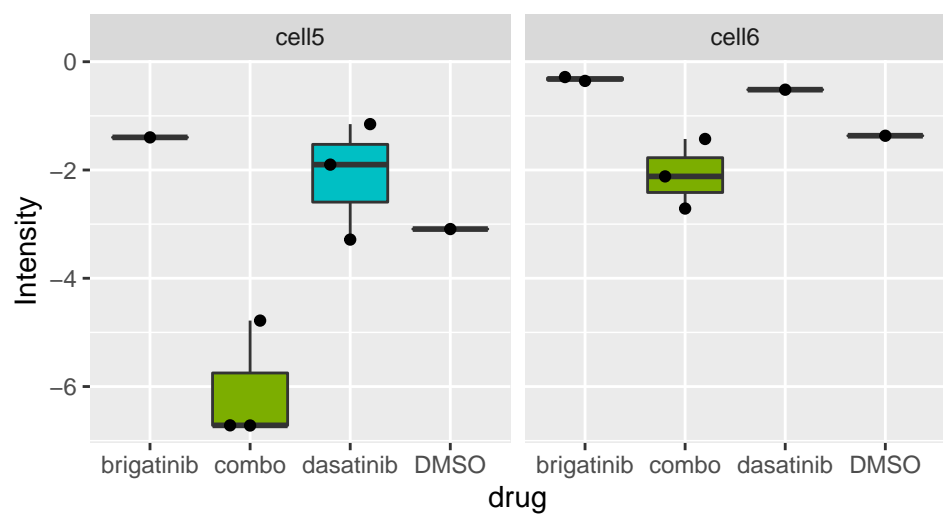 cell5 cell6
Intensity
0
−2
−4
−6
brigatinib combo dasatinib DMSO brigatinib combo dasatinib DMSO
drug